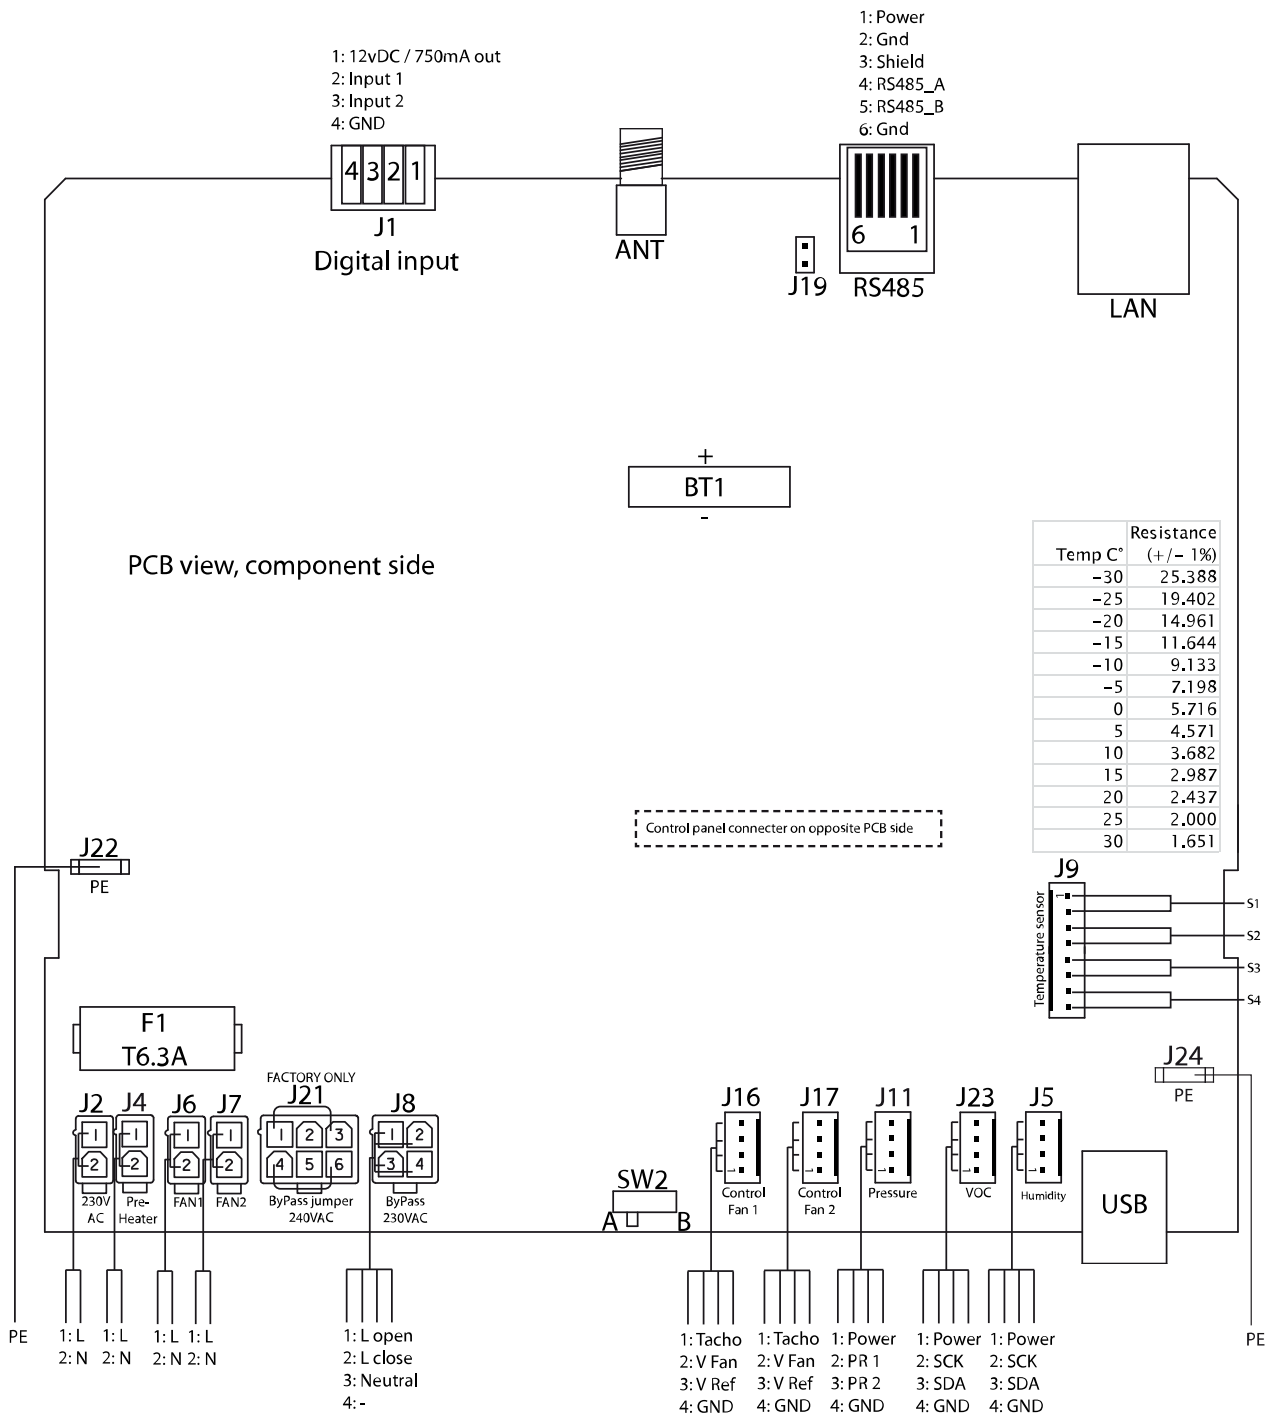 1: Power
2: Gnd
3: Shield
4: RS485_A
5: RS485_B
6: Gnd
1: 12vDC / 750mA out
2: Input 1
3: Input 2
4: GND
4 3 2 1
J1
Digital input
ANT
J19
6 1
RS485
LAN
+
BT1
-
PCB view, component side
Temp C° Resistance (+/- 1%)
-30 25.388
-25 19.402
-20 14.961
-15 11.644
-10 9.133
-5 7.198
0 5.716
5 4.571
10 3.682
15 2.987
20 2.437
25 2.000
30 1.651
Control panel connecter on opposite PCB side
J22
PE
J9
1
Temperature sensor
S1
S2
S3
S4
F1
T6.3A
J24
PE
FACTORY ONLY
J2 J4 J6 J7 J21 J8
1 1 1 1 1 2 3 1 2
2 2 2 2 4 5 6 3 4
230V AC
Pre-Heater
FAN1
FAN2
ByPass jumper
240VAC
ByPass
230VAC
SW2
A B
J16 J17 J11 J23 J5
1 1 1 1 1
Control
Fan 1
Control
Fan 2
Pressure
VOC
Humidity
USB
PE
1: L
2: N
1: L
2: N
1: L
2: N
1: L
2: N
1: L open
2: L close
3: Neutral
4: -
1: Tacho
2: V Fan
3: V Ref
4: GND
1: Tacho
2: V Fan
3: V Ref
4: GND
1: Power
2: PR 1
3: PR 2
4: GND
1: Power
2: SCK
3: SDA
4: GND
1: Power
2: SCK
3: SDA
4: GND
PE